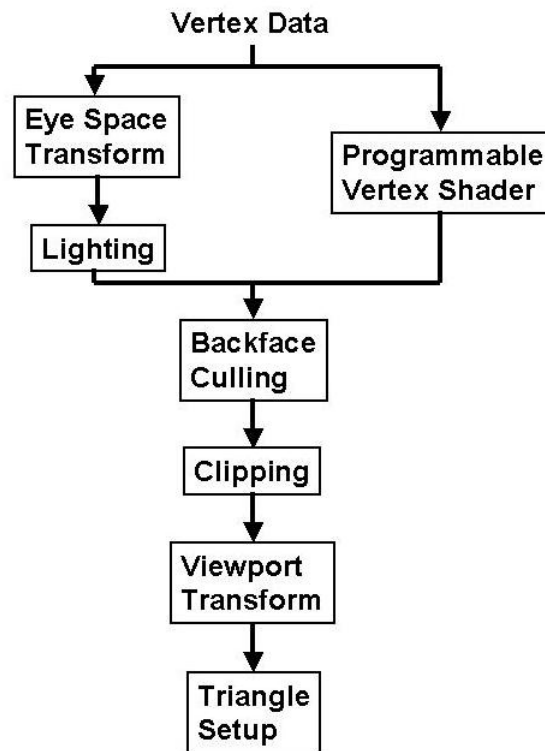 Vertex Data
Eye Space
Transform
Programmable
Vertex Shader
Lighting
Backface
Culling
Clipping
Viewport
Transform
Triangle
Setup